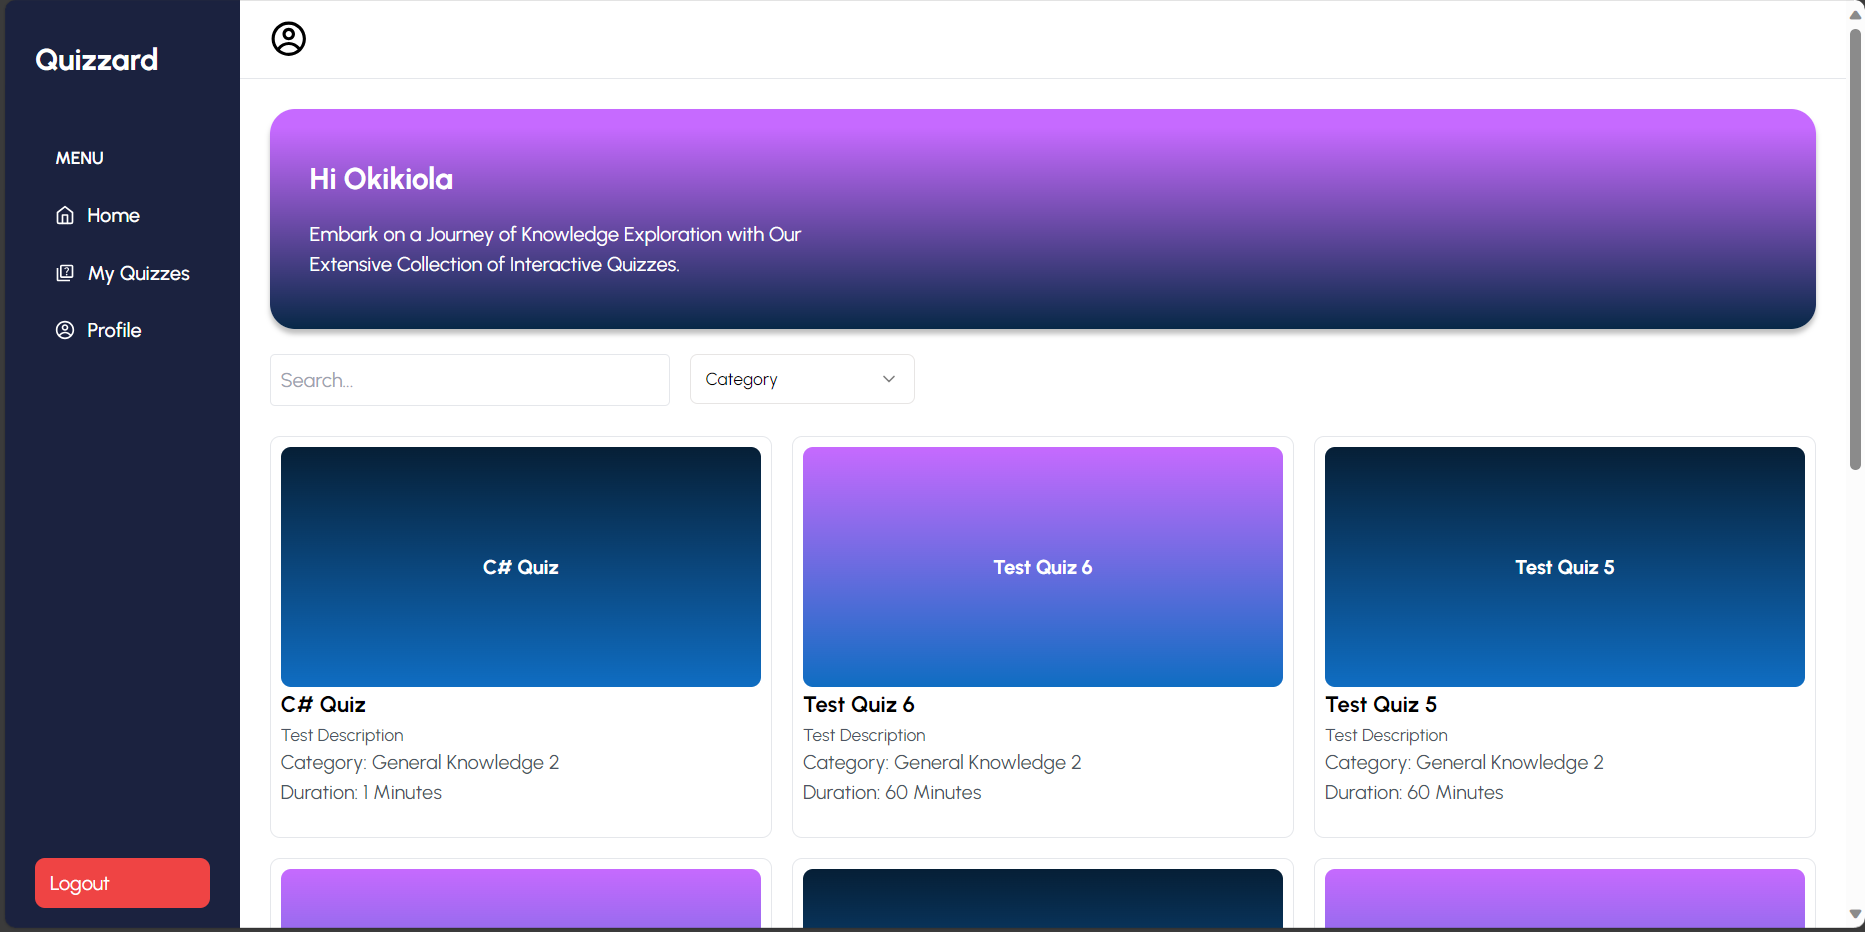 Quizzard
MENU
Home
My Quizzes
Profile
Logout
Hi Okikiola
Embark on a Journey of Knowledge Exploration with Our
Extensive Collection of Interactive Quizzes.
Search...
Category
C# Quiz
C# Quiz
Test Description
Category: General Knowledge 2
Duration: 1 Minutes
Test Quiz 6
Test Quiz 6
Test Description
Category: General Knowledge 2
Duration: 60 Minutes
Test Quiz 5
Test Quiz 5
Test Description
Category: General Knowledge 2
Duration: 60 Minutes